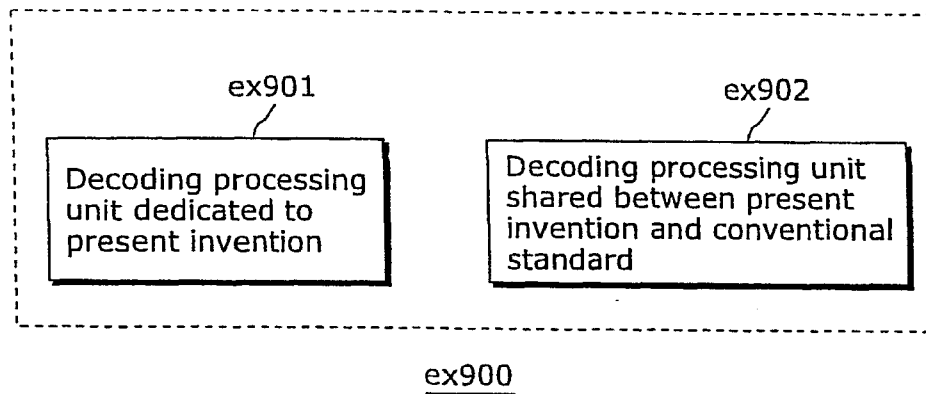 ex901
Decoding processing
unit dedicated to
present invention
ex902
Decoding processing unit
shared between present
invention and conventional
standard
ex900